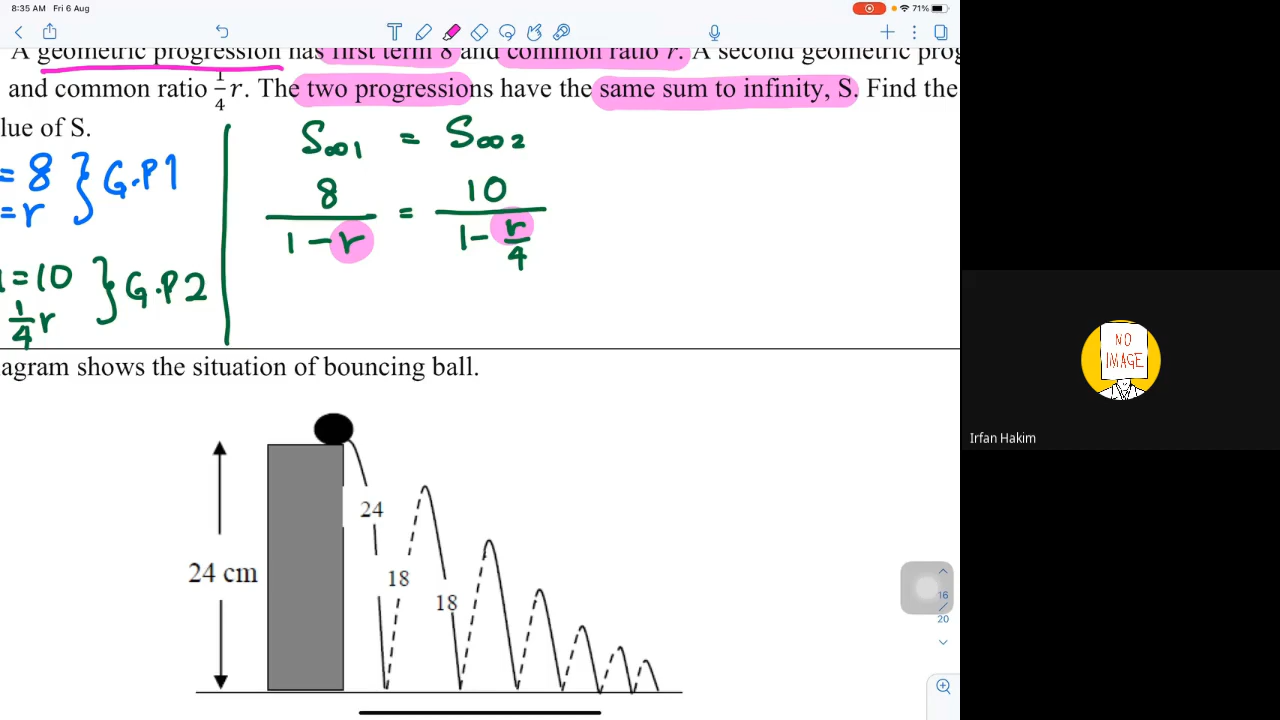 8:35 AM Fri 6 Aug
71%
A geometric progression has first term 8 and common ratio r. A second geometric prog
and common ratio 1/4 r. The two progressions have the same sum to infinity, S. Find the
lue of S.
S∞1 = S∞2
= 8 } G.P1
= r
8/(1 - r) = 10/(1 - r/4)
= 10 } G.P2
1/4 r
agram shows the situation of bouncing ball.
24
24 cm
18
18
16
/
20
NO
IMAGE
Irfan Hakim